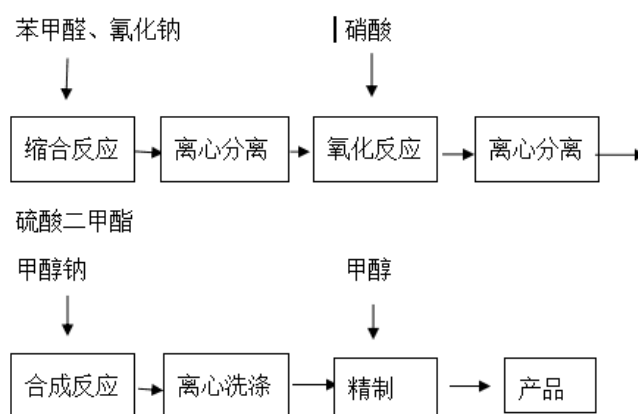 苯甲醛、氰化钠
硝酸
缩合反应
离心分离
氧化反应
离心分离
硫酸二甲酯
甲醇钠
甲醇
合成反应
离心洗涤
精制
产品